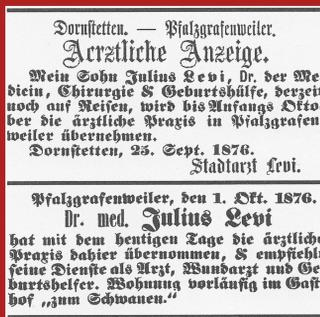 Dornstetten. — Pfalzgrafenweiler.
Aerztliche Anzeige.
Mein Sohn Julius Levi, Dr. der Me
diein, Chirurgie & Geburtshülfe, derzeit
noch auf Reisen, wird bis Anfangs Okto
ber die ärztliche Praxis in Pfalzgrafen
weiler übernehmen.
Dornstetten, 25. Sept. 1876.
Stadtarzt Levi.
Pfalzgrafenweiler, den 1. Okt. 1876.
Dr. med. Julius Levi
hat mit dem heutigen Tage die ärztliche
Praxis dahier übernommen, & empfiehl
seine Dienste als Arzt, Wundarzt und Ge
burtshelfer. Wohnung vorläufig im Gast
hof „zum Schwanen."